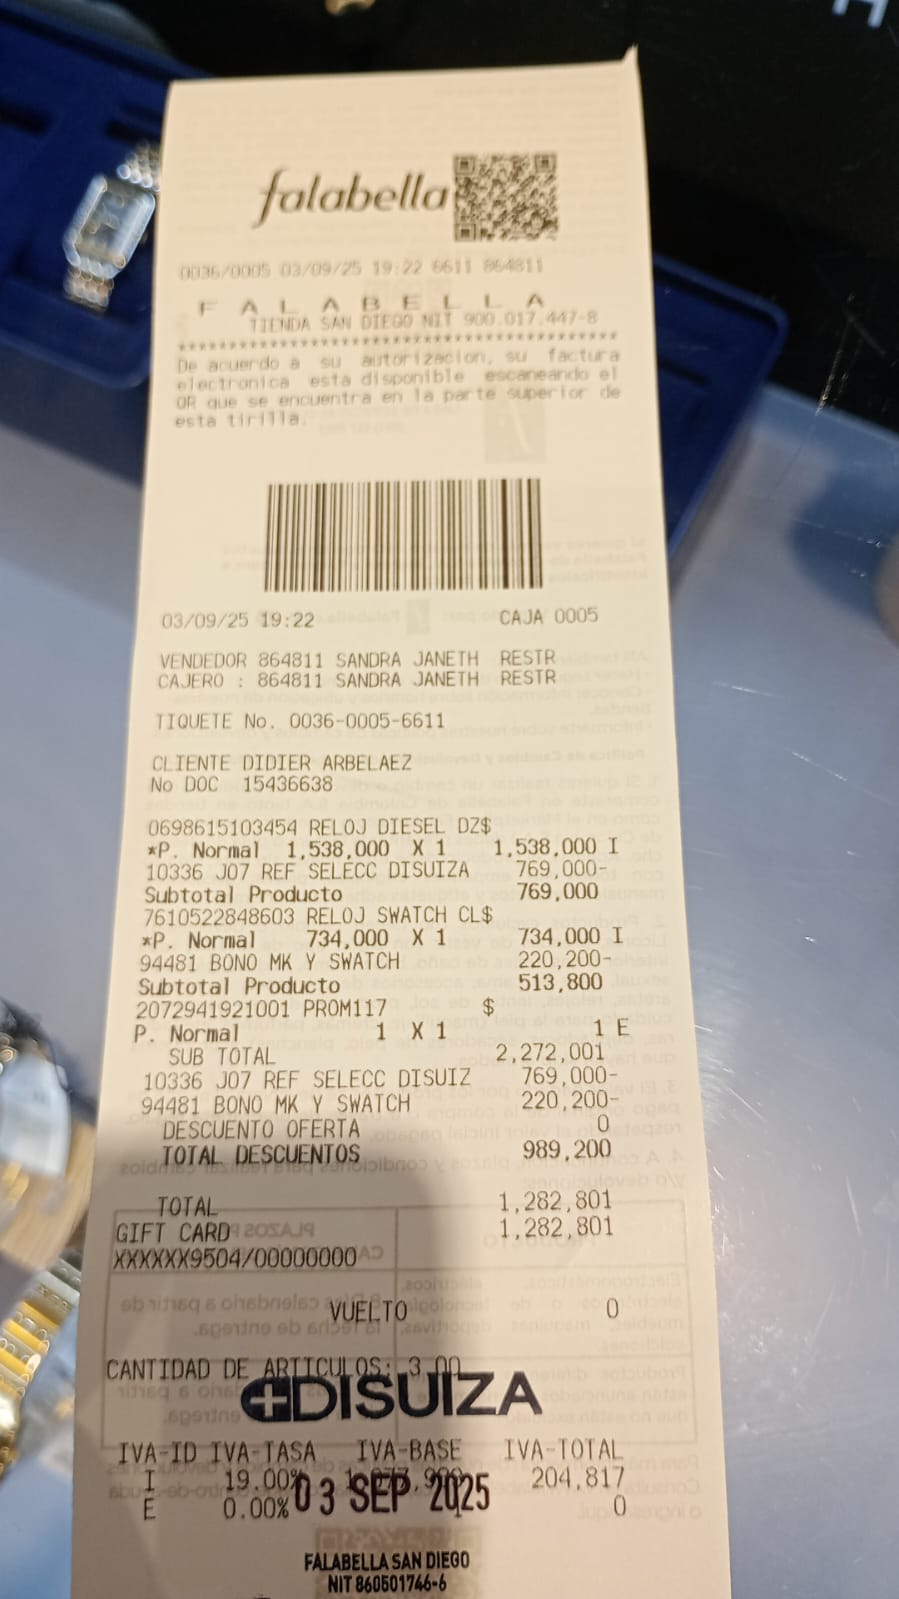 falabella
0036/0005 03/09/25 19:22 6611 864811
F A L A B E L L A
TIENDA SAN DIEGO NIT 900.017.447-8
De acuerdo a su autorizacion, su factura
electronica esta disponible escaneando el
QR que se encuentra en la parte superior de
esta tirilla.
03/09/25 19:22 CAJA 0005
VENDEDOR 864811 SANDRA JANETH RESTR
CAJERO : 864811 SANDRA JANETH RESTR
TIQUETE No. 0036-0005-6611
CLIENTE DIDIER ARBELAEZ
No DOC 15436638
0698615103454 RELOJ DIESEL DZ$
*P. Normal 1,538,000 X 1 1,538,000 I
10336 J07 REF SELECC DISUIZA 769,000-
Subtotal Producto 769,000
7610522848603 RELOJ SWATCH CL$
*P. Normal 734,000 X 1 734,000 I
94481 BONO MK Y SWATCH 220,200-
Subtotal Producto 513,800
2072941921001 PROM117 $
P. Normal 1 X 1 1 E
SUB TOTAL 2,272,001
10336 J07 REF SELECC DISUIZ 769,000-
94481 BONO MK Y SWATCH 220,200-
DESCUENTO OFERTA 0
TOTAL DESCUENTOS 989,200
TOTAL 1,282,801
GIFT CARD 1,282,801
XXXXXX9504/00000000
VUELTO 0
CANTIDAD DE ARTICULOS: 3.00
DISUIZA
IVA-ID IVA-TASA IVA-BASE IVA-TOTAL
I 19.00% 204,817
E 0.00% 0
03 SEP 2025
FALABELLA SAN DIEGO
NIT 860501746-6